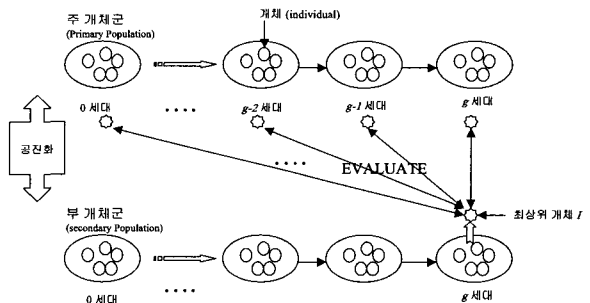 주 개체군
(Primary Population)
개체 (individual)
0 세대
....
g-2 세대
g-1 세대
g 세대
공진화
....
EVALUATE
최상위 개체 I
부 개체군
(secondary Population)
0 세대
....
g 세대